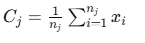 $C_j = \frac{1}{n_j} \sum_{i=1}^{n_j} x_i$